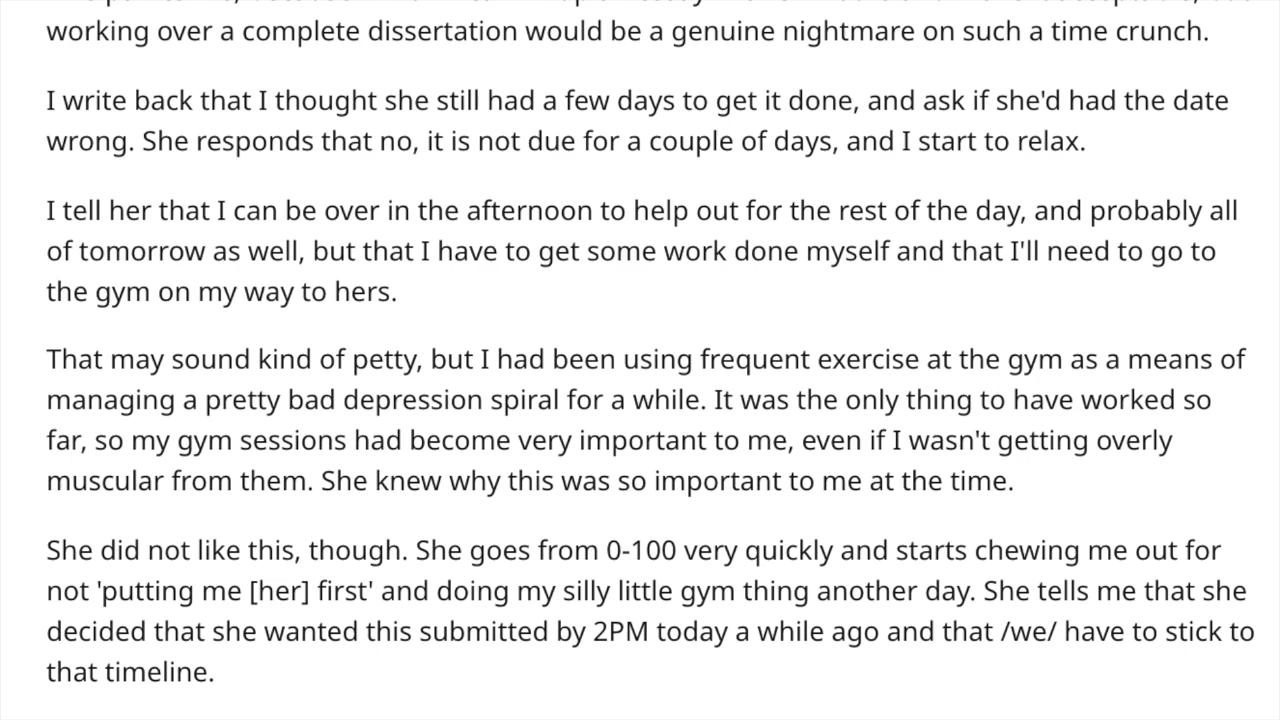 working over a complete dissertation would be a genuine nightmare on such a time crunch.
I write back that I thought she still had a few days to get it done, and ask if she'd had the date
wrong. She responds that no, it is not due for a couple of days, and I start to relax.
I tell her that I can be over in the afternoon to help out for the rest of the day, and probably all
of tomorrow as well, but that I have to get some work done myself and that I'll need to go to
the gym on my way to hers.
That may sound kind of petty, but I had been using frequent exercise at the gym as a means of
managing a pretty bad depression spiral for a while. It was the only thing to have worked so
far, so my gym sessions had become very important to me, even if I wasn't getting overly
muscular from them. She knew why this was so important to me at the time.
She did not like this, though. She goes from 0-100 very quickly and starts chewing me out for
not 'putting me [her] first' and doing my silly little gym thing another day. She tells me that she
decided that she wanted this submitted by 2PM today a while ago and that /we/ have to stick to
that timeline.